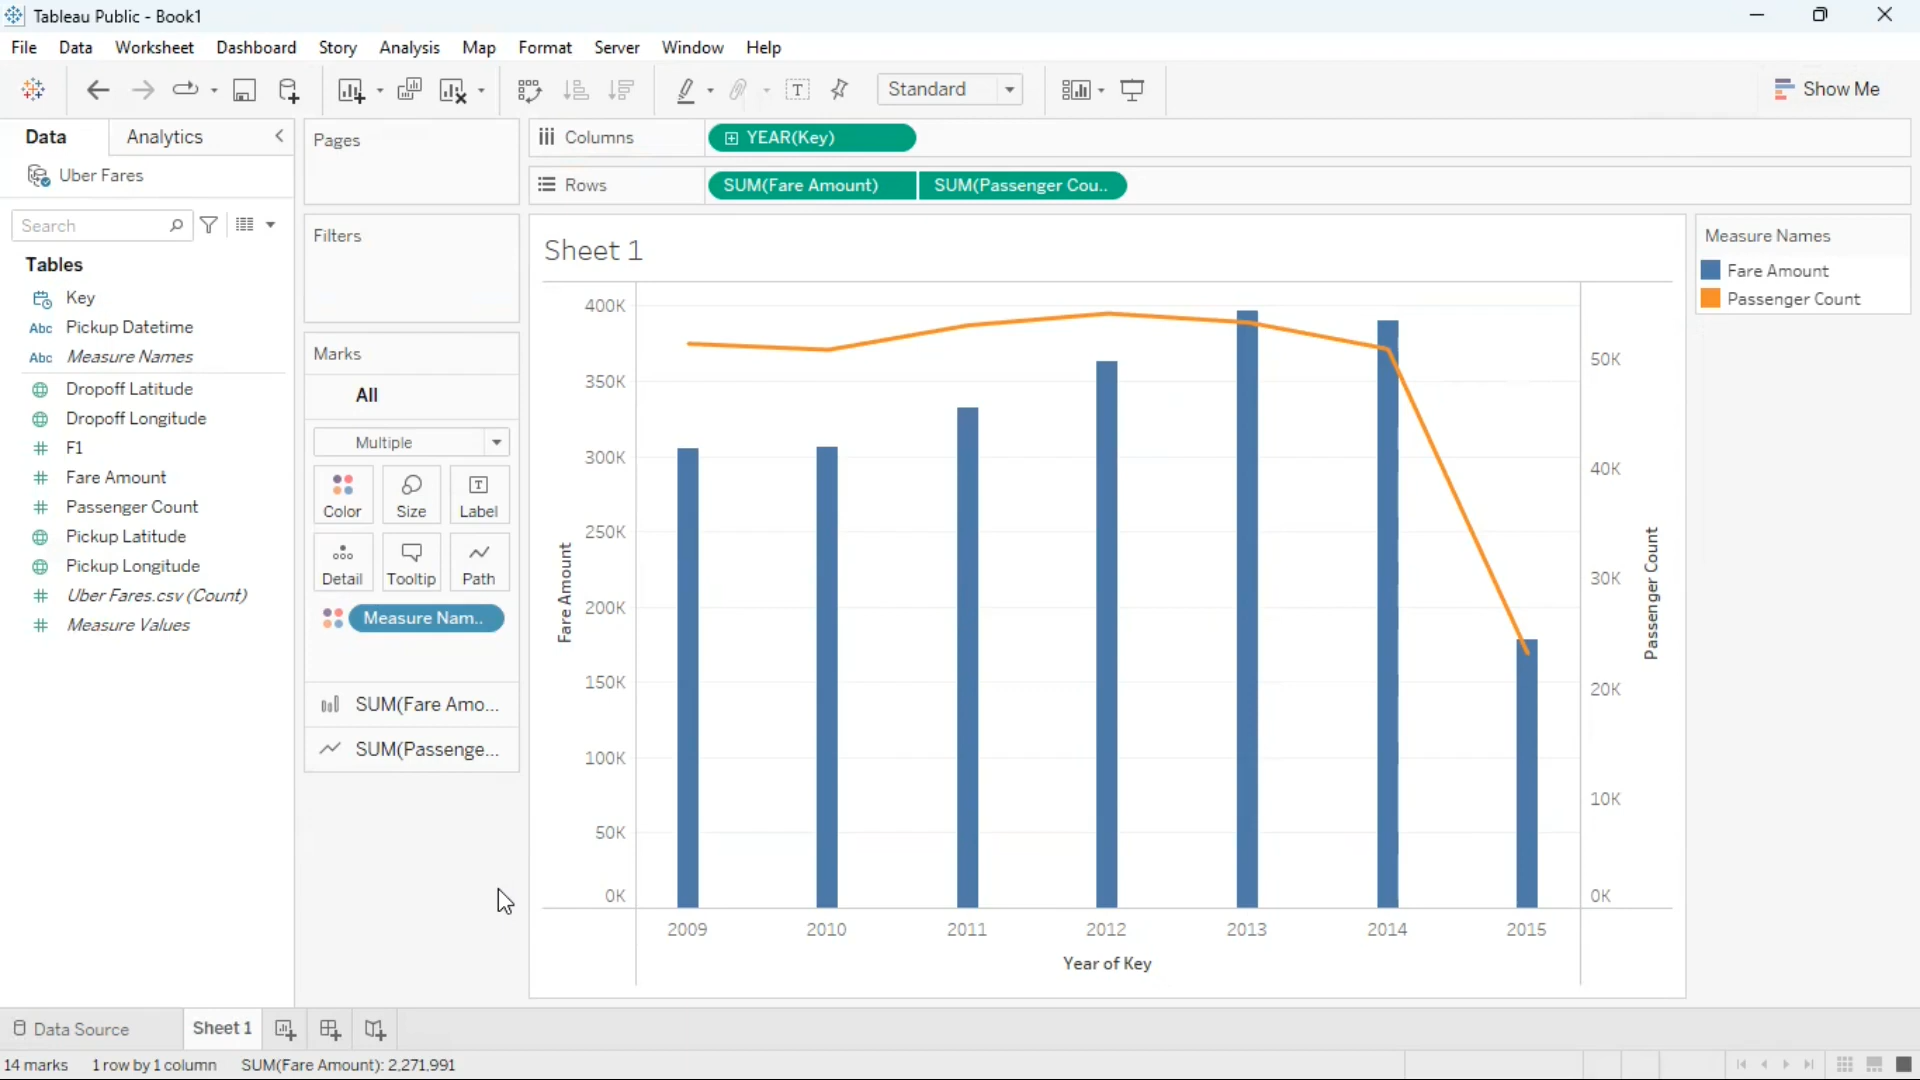 Tableau Public - Book1
File Data Worksheet Dashboard Story Analysis Map Format Server Window Help
Standard
Show Me
Data Analytics
Uber Fares
Search
Tables
Key
Abc Pickup Datetime
Abc Measure Names
Dropoff Latitude
Dropoff Longitude
F1
Fare Amount
Passenger Count
Pickup Latitude
Pickup Longitude
Uber Fares.csv (Count)
Measure Values
Pages
Filters
Marks
All
Multiple
Color Size Label
Detail Tooltip Path
Measure Nam..
SUM(Fare Amo...
SUM(Passenge...
Columns YEAR(Key)
Rows SUM(Fare Amount) SUM(Passenger Cou..
Sheet 1
400K
350K
300K
250K
200K
150K
100K
50K
0K
Fare Amount
50K
40K
30K
20K
10K
0K
Passenger Count
2009 2010 2011 2012 2013 2014 2015
Year of Key
Measure Names
Fare Amount
Passenger Count
Data Source Sheet 1
14 marks 1 row by 1 column SUM(Fare Amount): 2,271,991